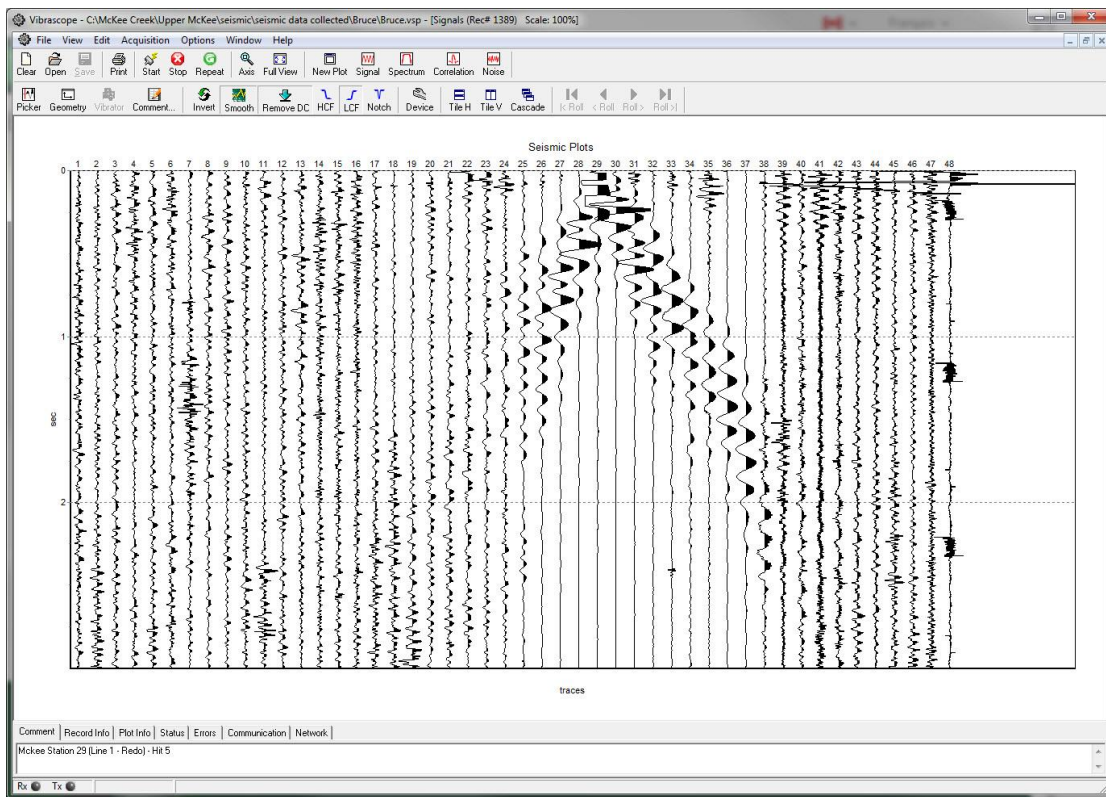 Vibrascope - C:\McKee Creek\Upper McKee\seismic\seismic data collected\Bruce\Bruce.vsp - [Signals (Rec# 1389) Scale: 100%]
File View Edit Acquisition Options Window Help
Clear Open Save Print Start Stop Repeat Axis Full View New Plot Signal Spectrum Correlation Noise
Picker Geometry Vibrator Comment... Invert Smooth Remove DC HCF LCF Notch Device Tile H Tile V Cascade |< Roll < Roll Roll > Roll >|
Seismic Plots
1 2 3 4 5 6 7 8 9 10 11 12 13 14 15 16 17 18 19 20 21 22 23 24 25 26 27 28 29 30 31 32 33 34 35 36 37 38 39 40 41 42 43 44 45 46 47 48
0
1
sec
2
traces
Comment Record Info Plot Info Status Errors Communication Network
Mckee Station 29 (Line 1 - Redo) - Hit 5
Rx Tx